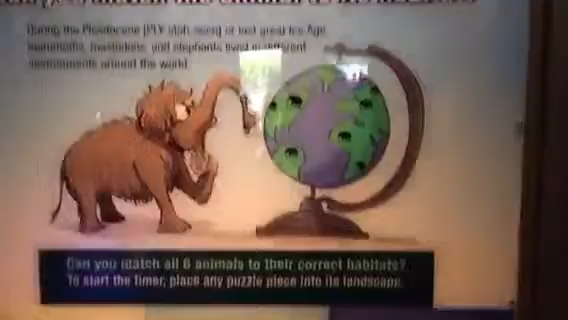 During the Pleistocene (PLY-stoh-seen) or last great Ice Age,
mammoths, mastodons, and elephants lived in different
environments around the world.
Can you match all 6 animals to their correct habitats?
To start the timer, place any puzzle piece into its landscape.